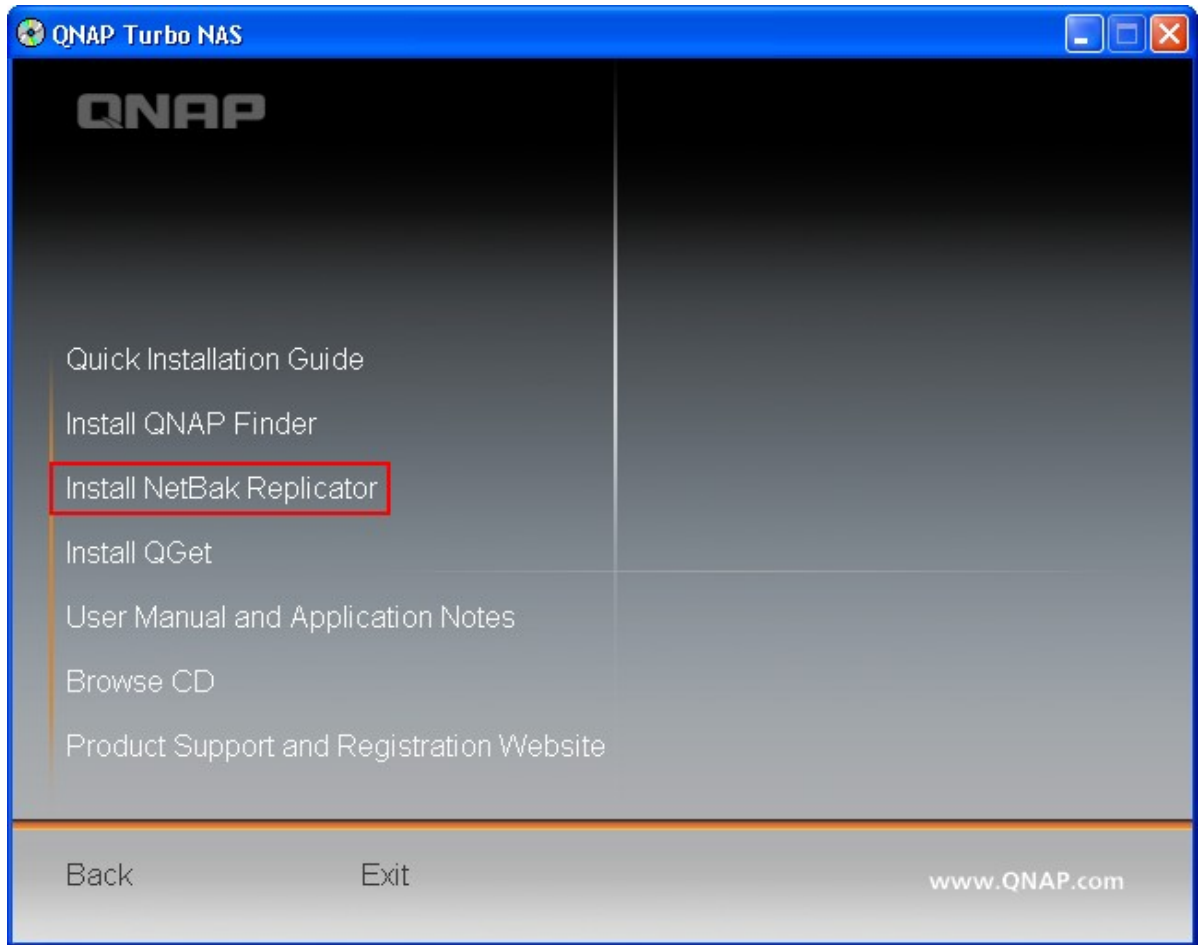 QNAP Turbo NAS
QNAP
Quick Installation Guide
Install QNAP Finder
Install NetBak Replicator
Install QGet
User Manual and Application Notes
Browse CD
Product Support and Registration Website
Back Exit www.QNAP.com